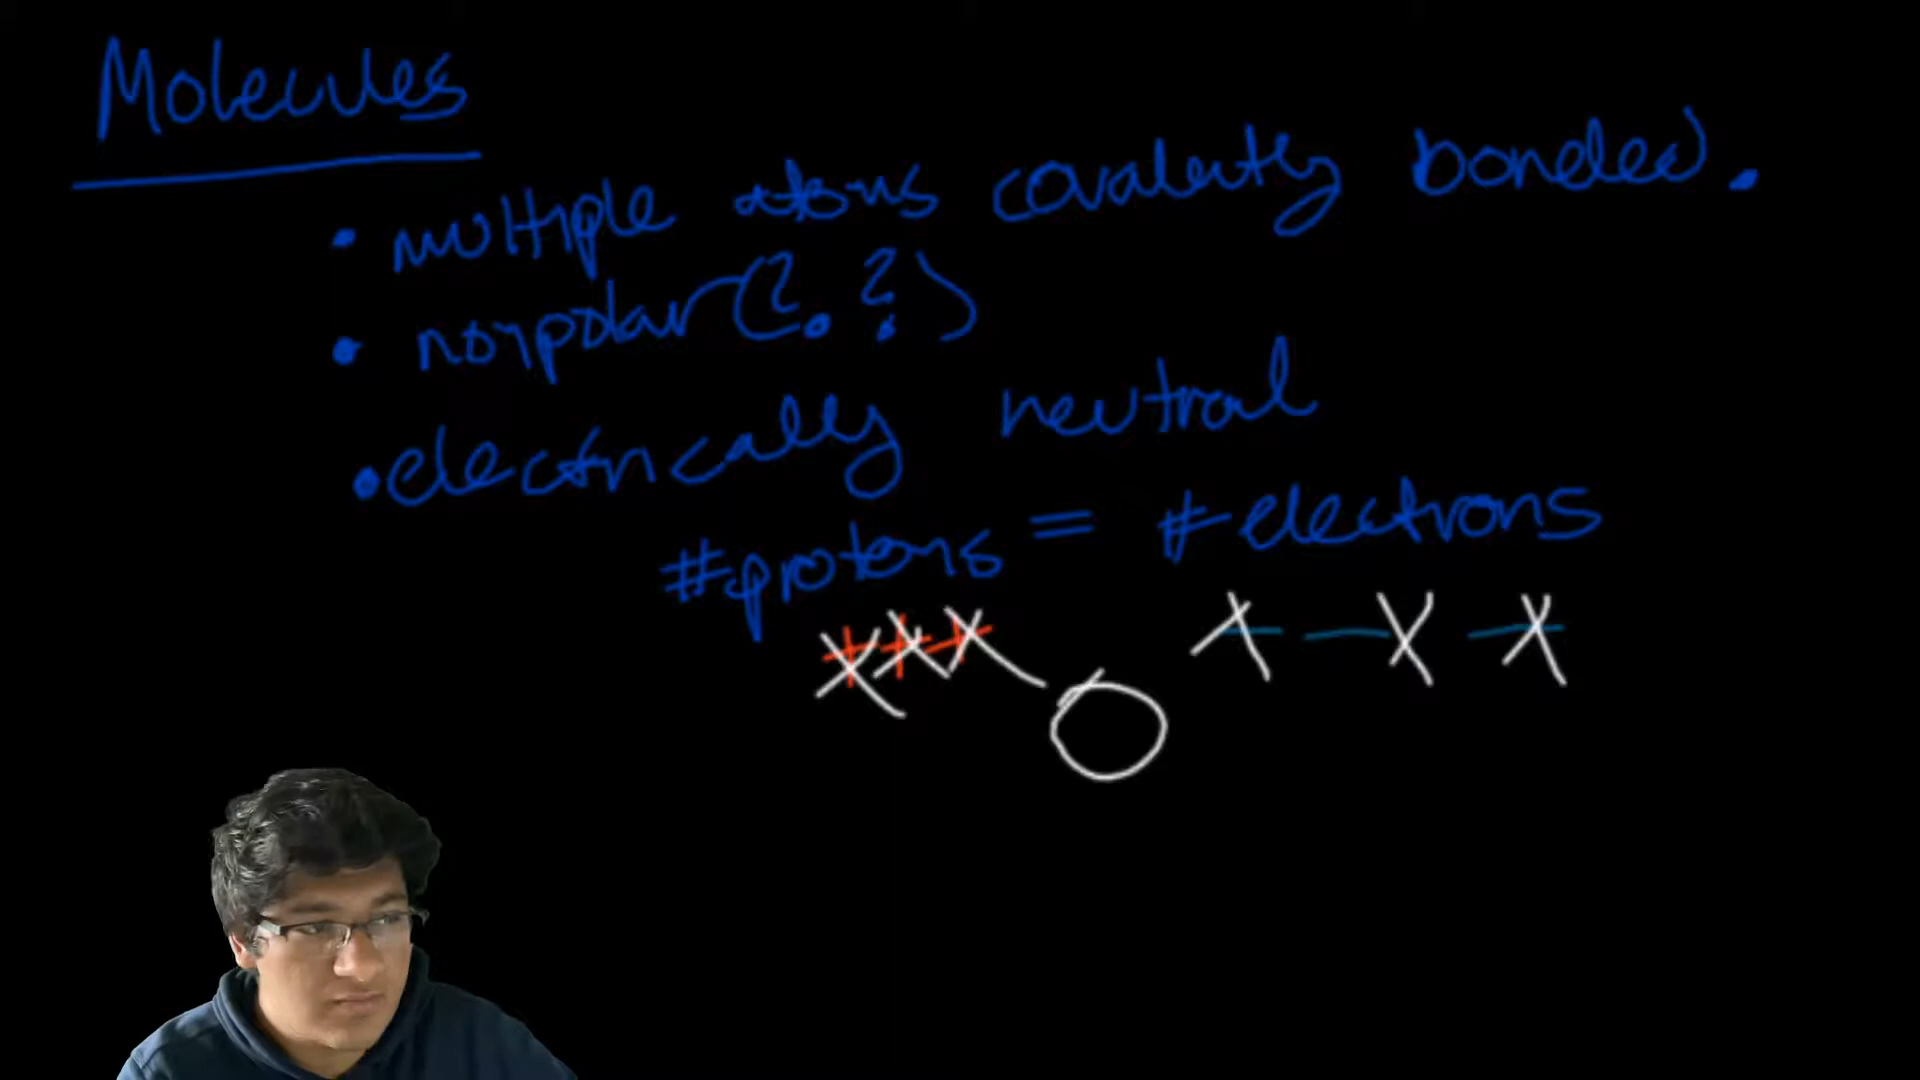 Molecules
• multiple atoms covalently bonded.
• nonpolar (??)
• electrically neutral
#protons = #electrons
+++ - - -
O